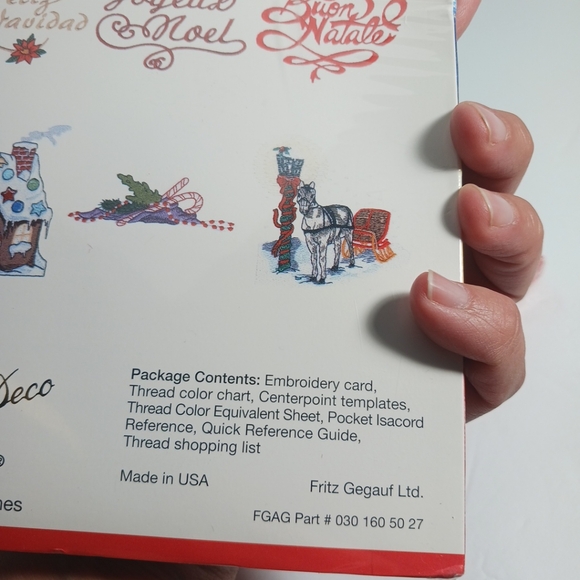 Feliz Joyeux Buon
Navidad Noel Natale
Deco
Package Contents: Embroidery card,
Thread color chart, Centerpoint templates,
Thread Color Equivalent Sheet, Pocket Isacord
Reference, Quick Reference Guide,
Thread shopping list
®
Made in USA Fritz Gegauf Ltd.
nes
FGAG Part # 030 160 50 27